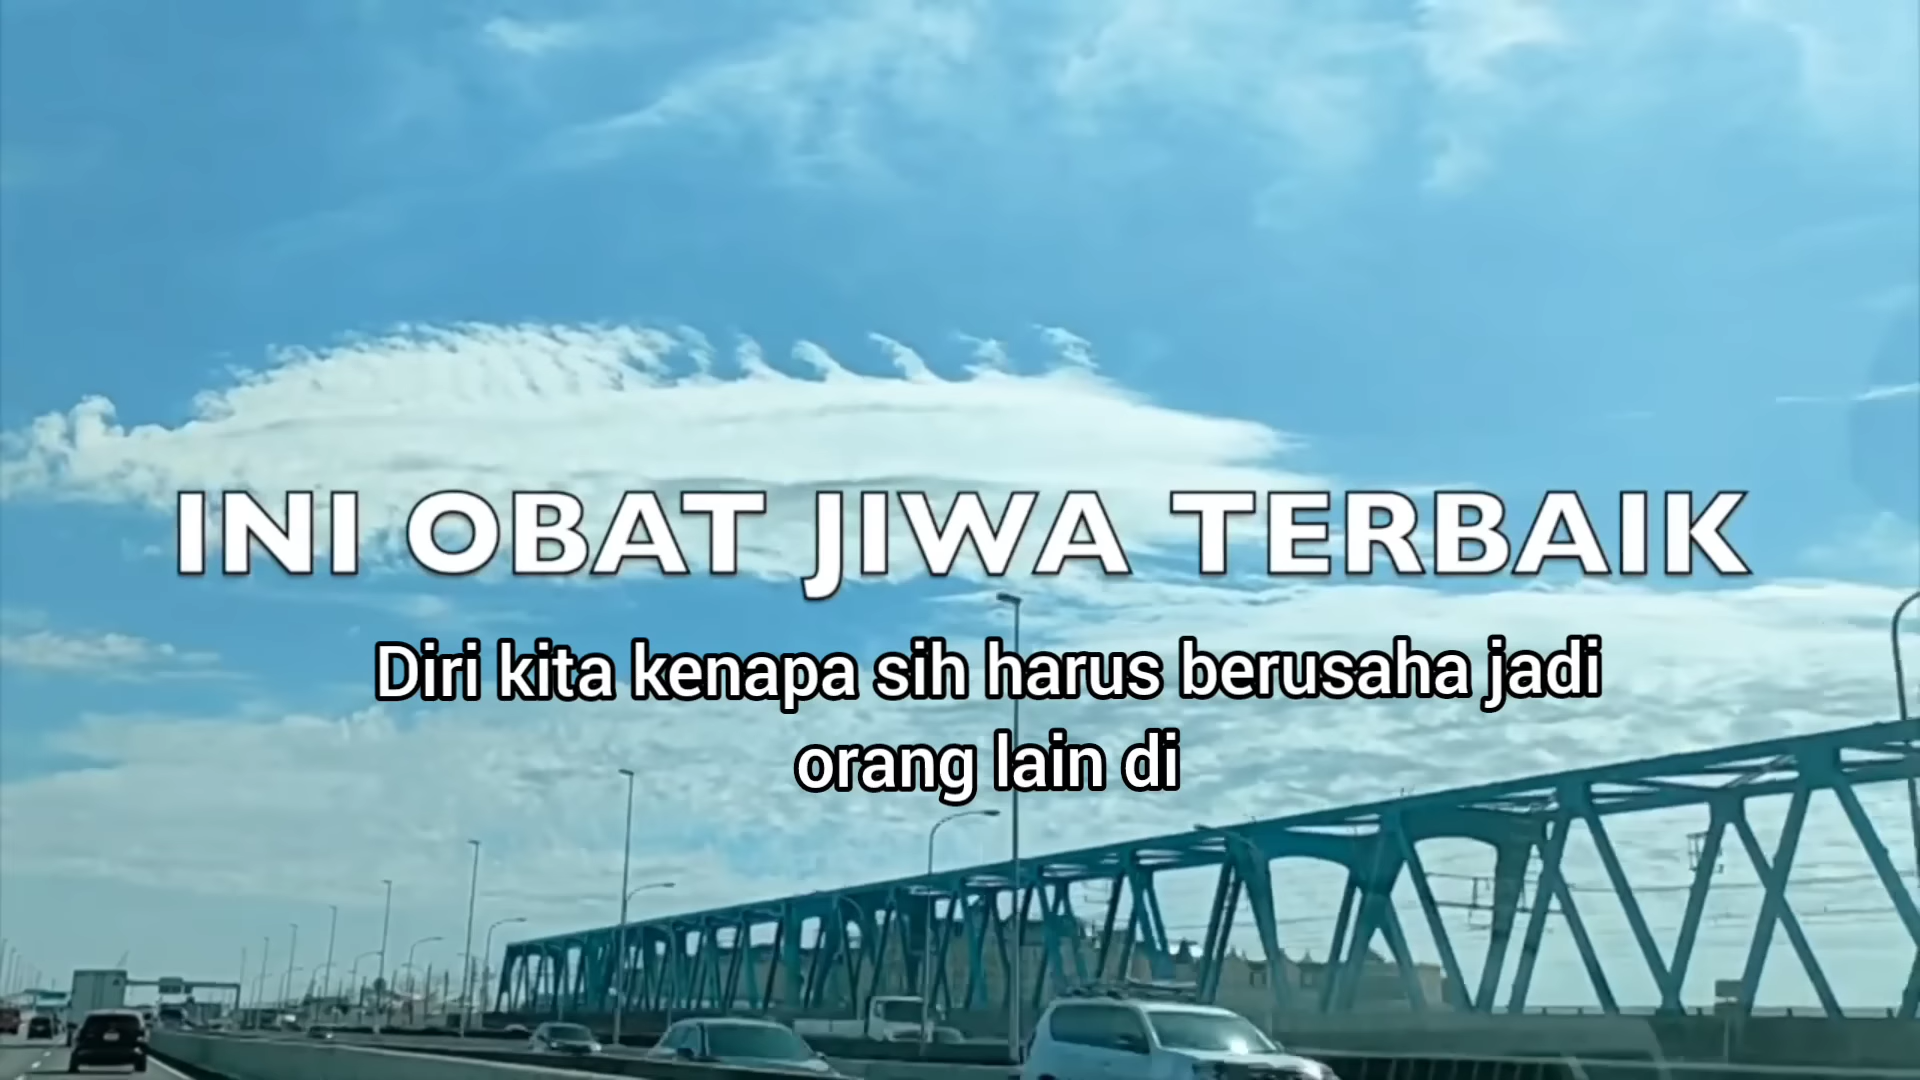 INI OBAT JIWA TERBAIK
Diri kita kenapa sih harus berusaha jadi
orang lain di